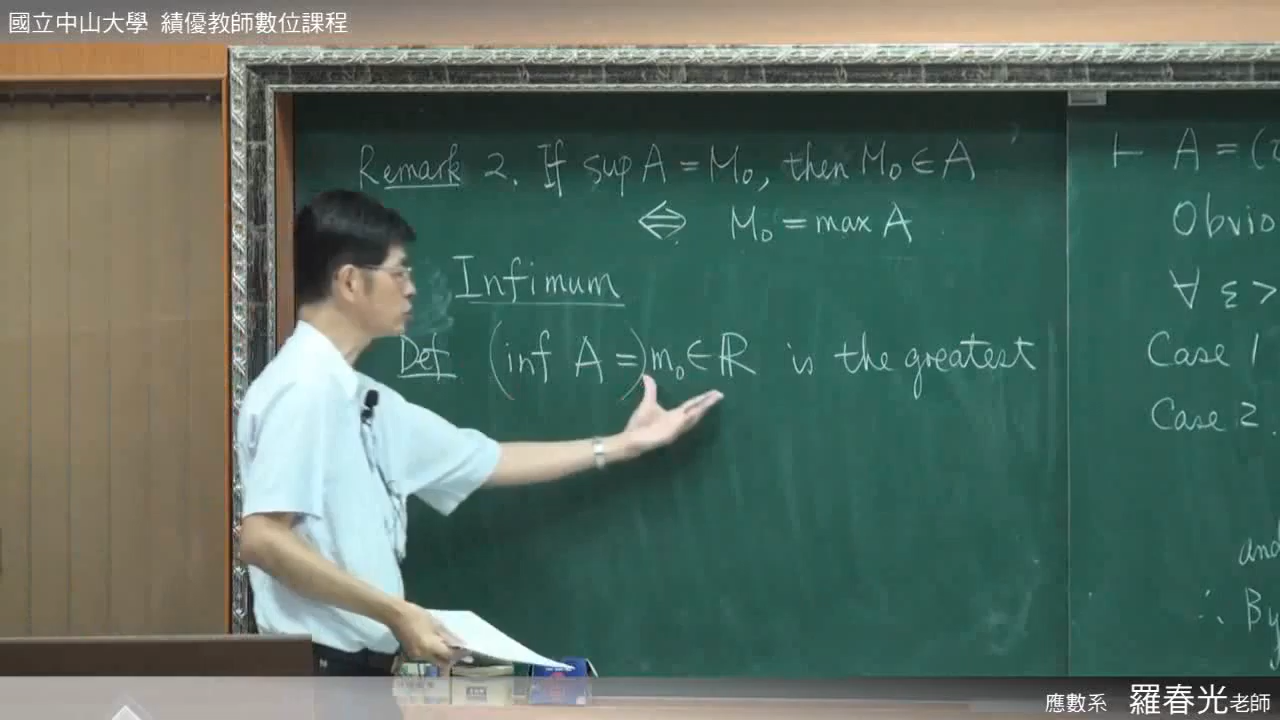 國立中山大學 績優教師數位課程
Remark 2. If sup A = M₀, then M₀ ∈ A
⇔ M₀ = max A
Infimum
Def (inf A =) m₀ ∈ ℝ is the greatest
A = (
Obvio
∀ ε >
Case 1
Case 2.
and
∴ By
應數系 羅春光老師